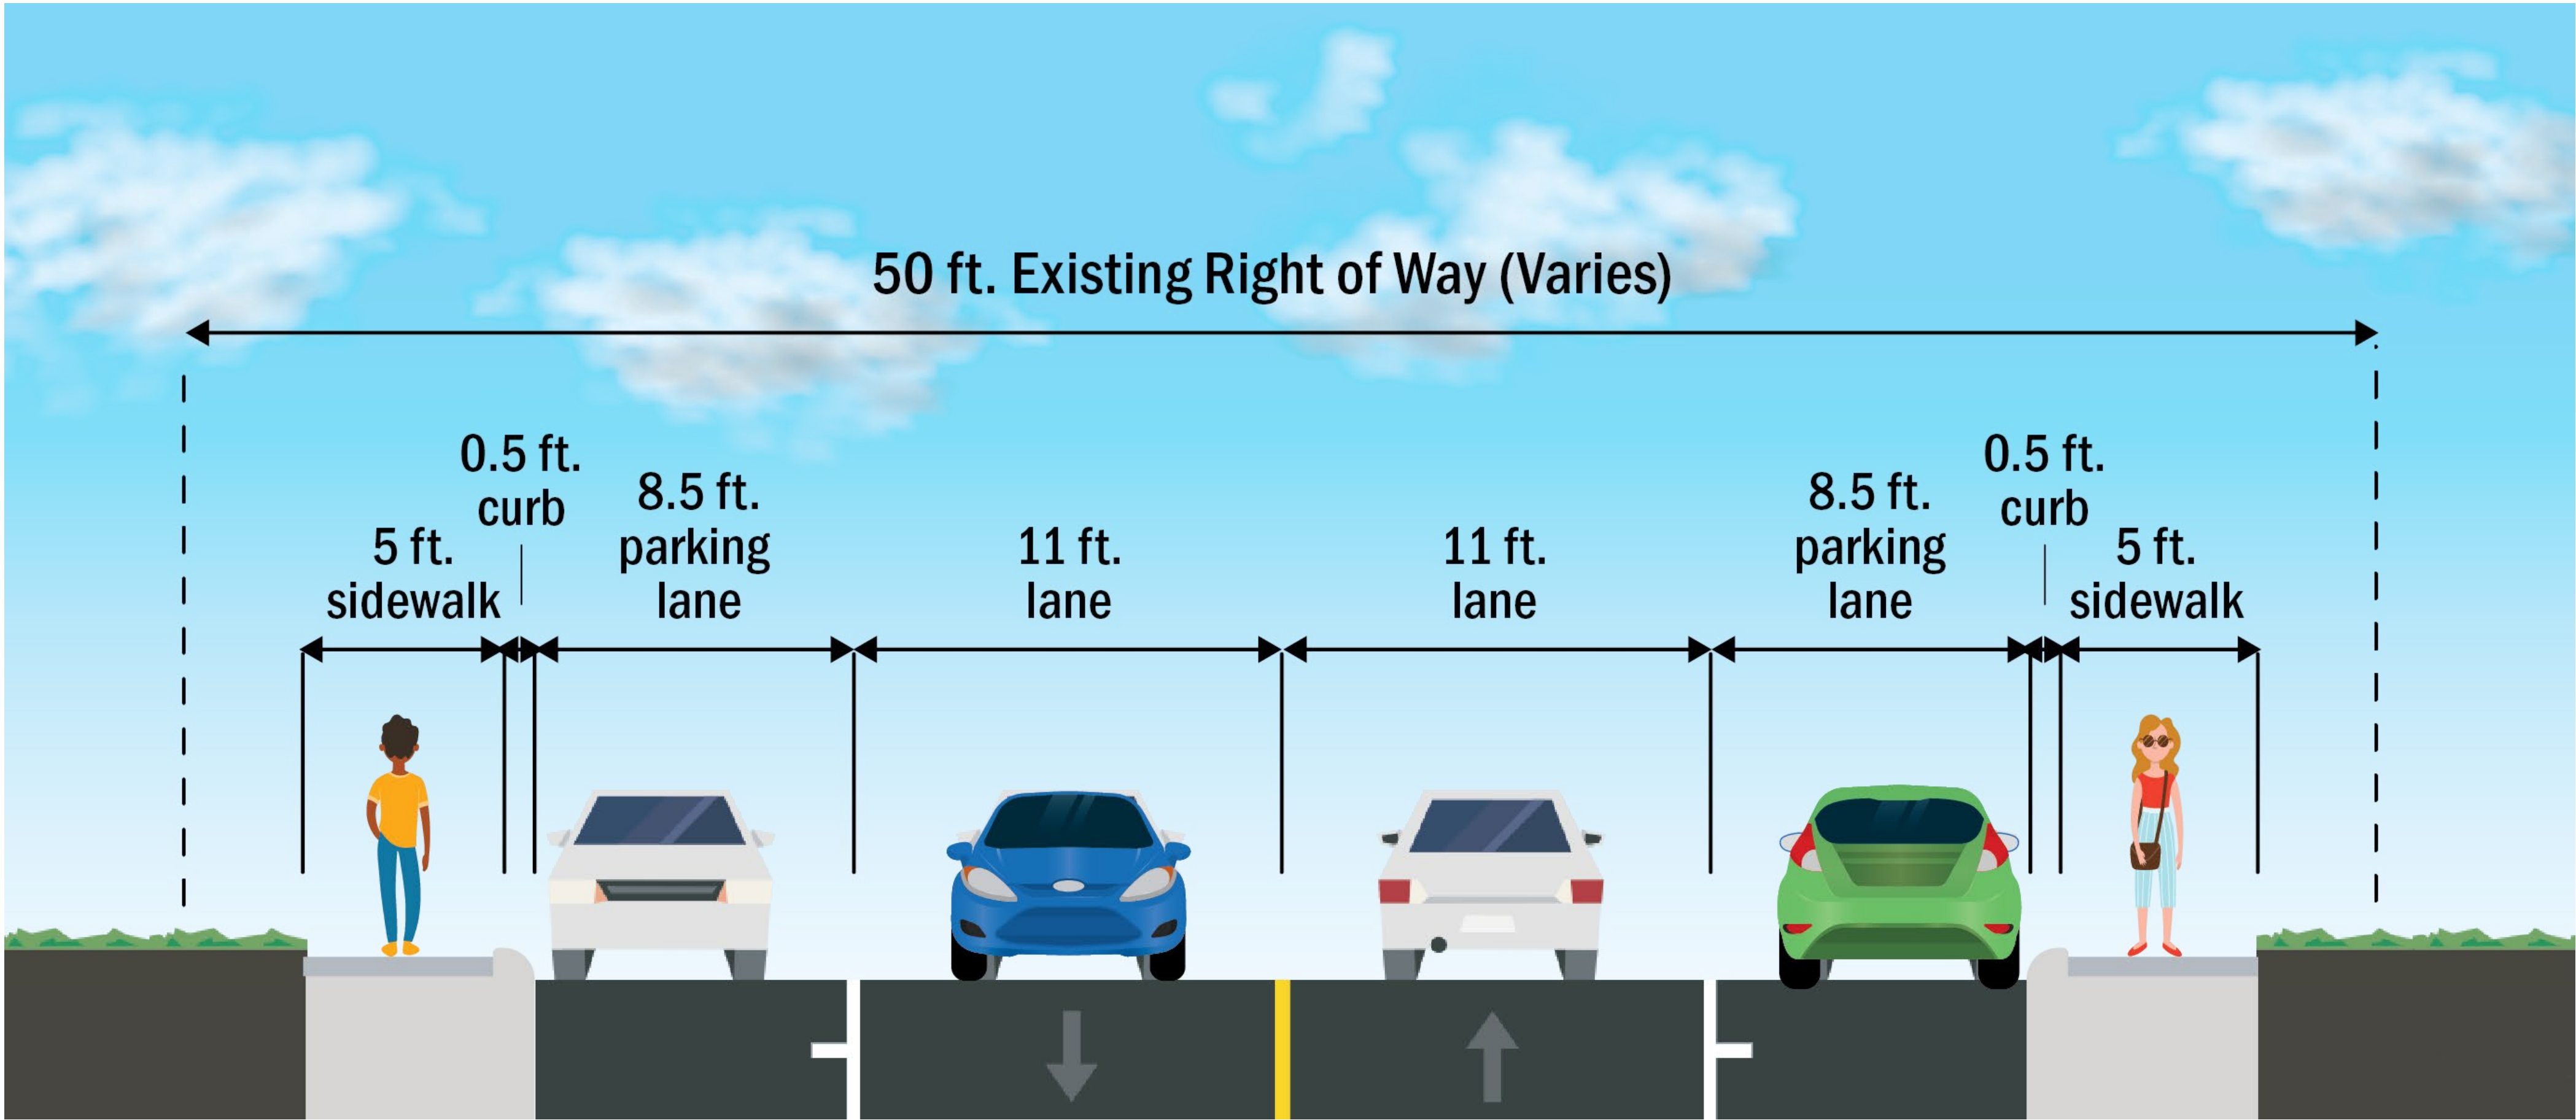 50 ft. Existing Right of Way (Varies)
5 ft.
sidewalk
0.5 ft.
curb
8.5 ft.
parking
lane
11 ft.
lane
11 ft.
lane
8.5 ft.
parking
lane
0.5 ft.
curb
5 ft.
sidewalk